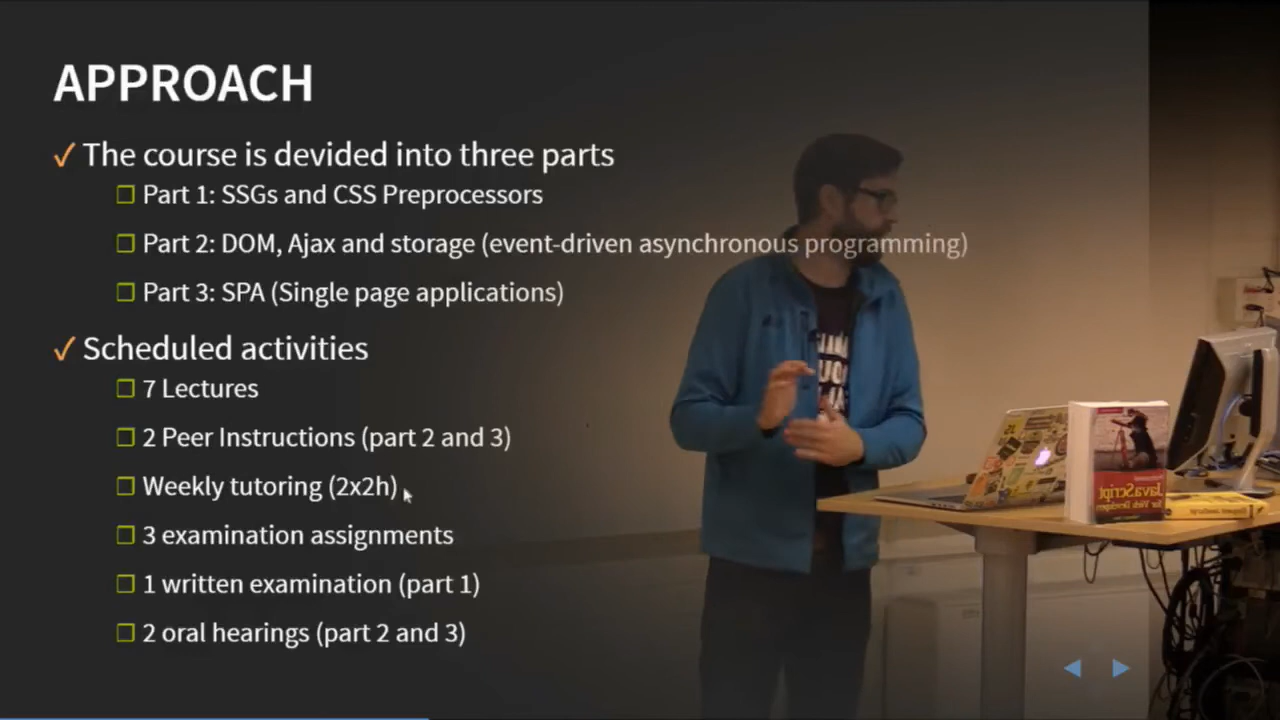 APPROACH
✓ The course is devided into three parts
❐ Part 1: SSGs and CSS Preprocessors
❐ Part 2: DOM, Ajax and storage (event-driven asynchronous programming)
❐ Part 3: SPA (Single page applications)
✓ Scheduled activities
❐ 7 Lectures
❐ 2 Peer Instructions (part 2 and 3)
❐ Weekly tutoring (2x2h)
❐ 3 examination assignments
❐ 1 written examination (part 1)
❐ 2 oral hearings (part 2 and 3)
JavaScript
for Web Developers